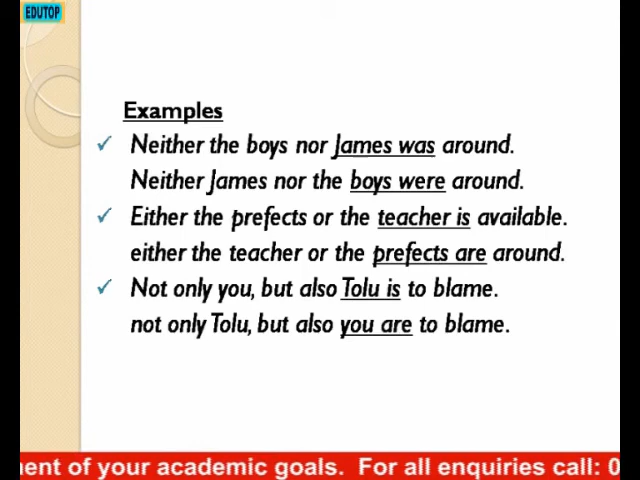 EDUTOP
Examples
Neither the boys nor James was around.
Neither James nor the boys were around.
Either the prefects or the teacher is available.
either the teacher or the prefects are around.
Not only you, but also Tolu is to blame.
not only Tolu, but also you are to blame.
ent of your academic goals.  For all enquiries call: 0